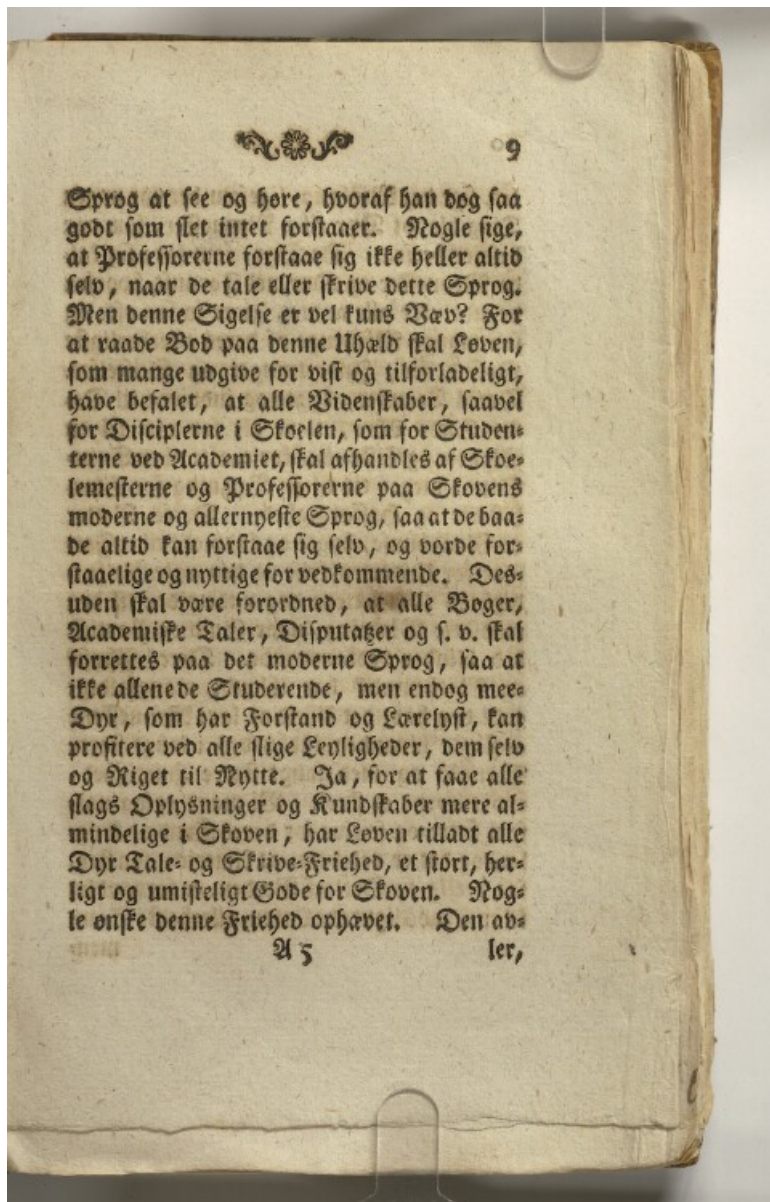 9
Sprog at see og høre, hvoraf han dog saa
godt som slet intet forstaaer. Nogle sige,
at Professorerne forstaae sig ikke heller altid
selv, naar de tale eller skrive dette Sprog.
Men denne Sigelse er vel kuns Væv? For
at raade Bod paa denne Uhæld skal Løven,
som mange udgive for vist og tilforladeligt,
have befalet, at alle Videnskaber, saavel
for Disciplerne i Skoelen, som for Studen-
terne ved Academiet, skal afhandles af Skoe-
lemesterne og Professorerne paa Skovens
moderne og allernyeste Sprog, saa at de baa-
de altid kan forstaae sig selv, og vorde for-
staaelige og nyttige for vedkommende. Des-
uden skal være forordned, at alle Bøger,
Academiske Taler, Disputatzer og s. v. skal
forrettes paa det moderne Sprog, saa at
ikke allene de Studerende, men endog mee-
Dyr, som har Forstand og Lærelyst, kan
profitere ved alle slige Leyligheder, dem selv
og Riget til Nytte. Ja, for at faae alle
slags Oplysninger og Kundskaber mere al-
mindelige i Skoven, har Løven tilladt alle
Dyr Tale- og Skrive-Friehed, et stort, her-
ligt og umisteligt Gode for Skoven. Nog-
le ønske denne Friehed ophævet. Den av-
A 5 ler,